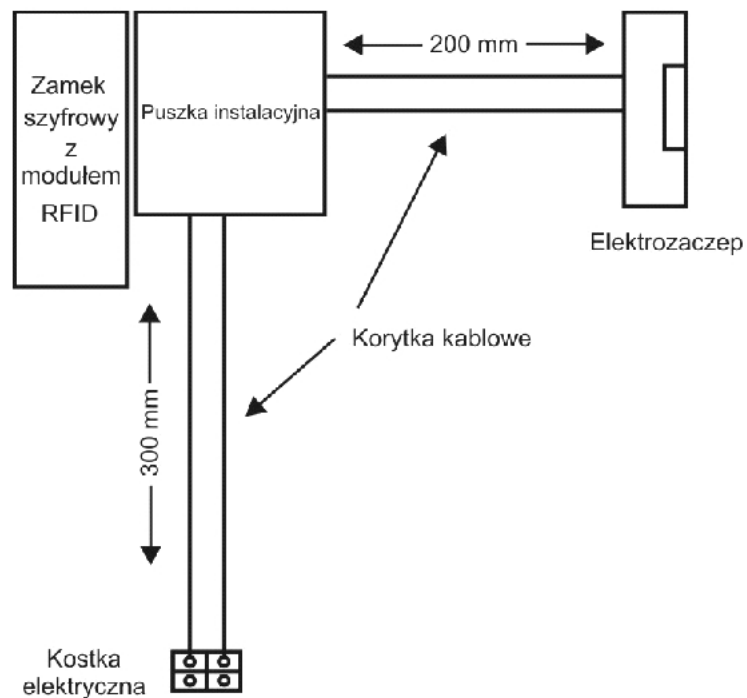 200 mm
Zamek
szyfrowy
z
modułem
RFID
Puszka instalacyjna
Elektrozaczep
Korytka kablowe
300 mm
Kostka
elektryczna